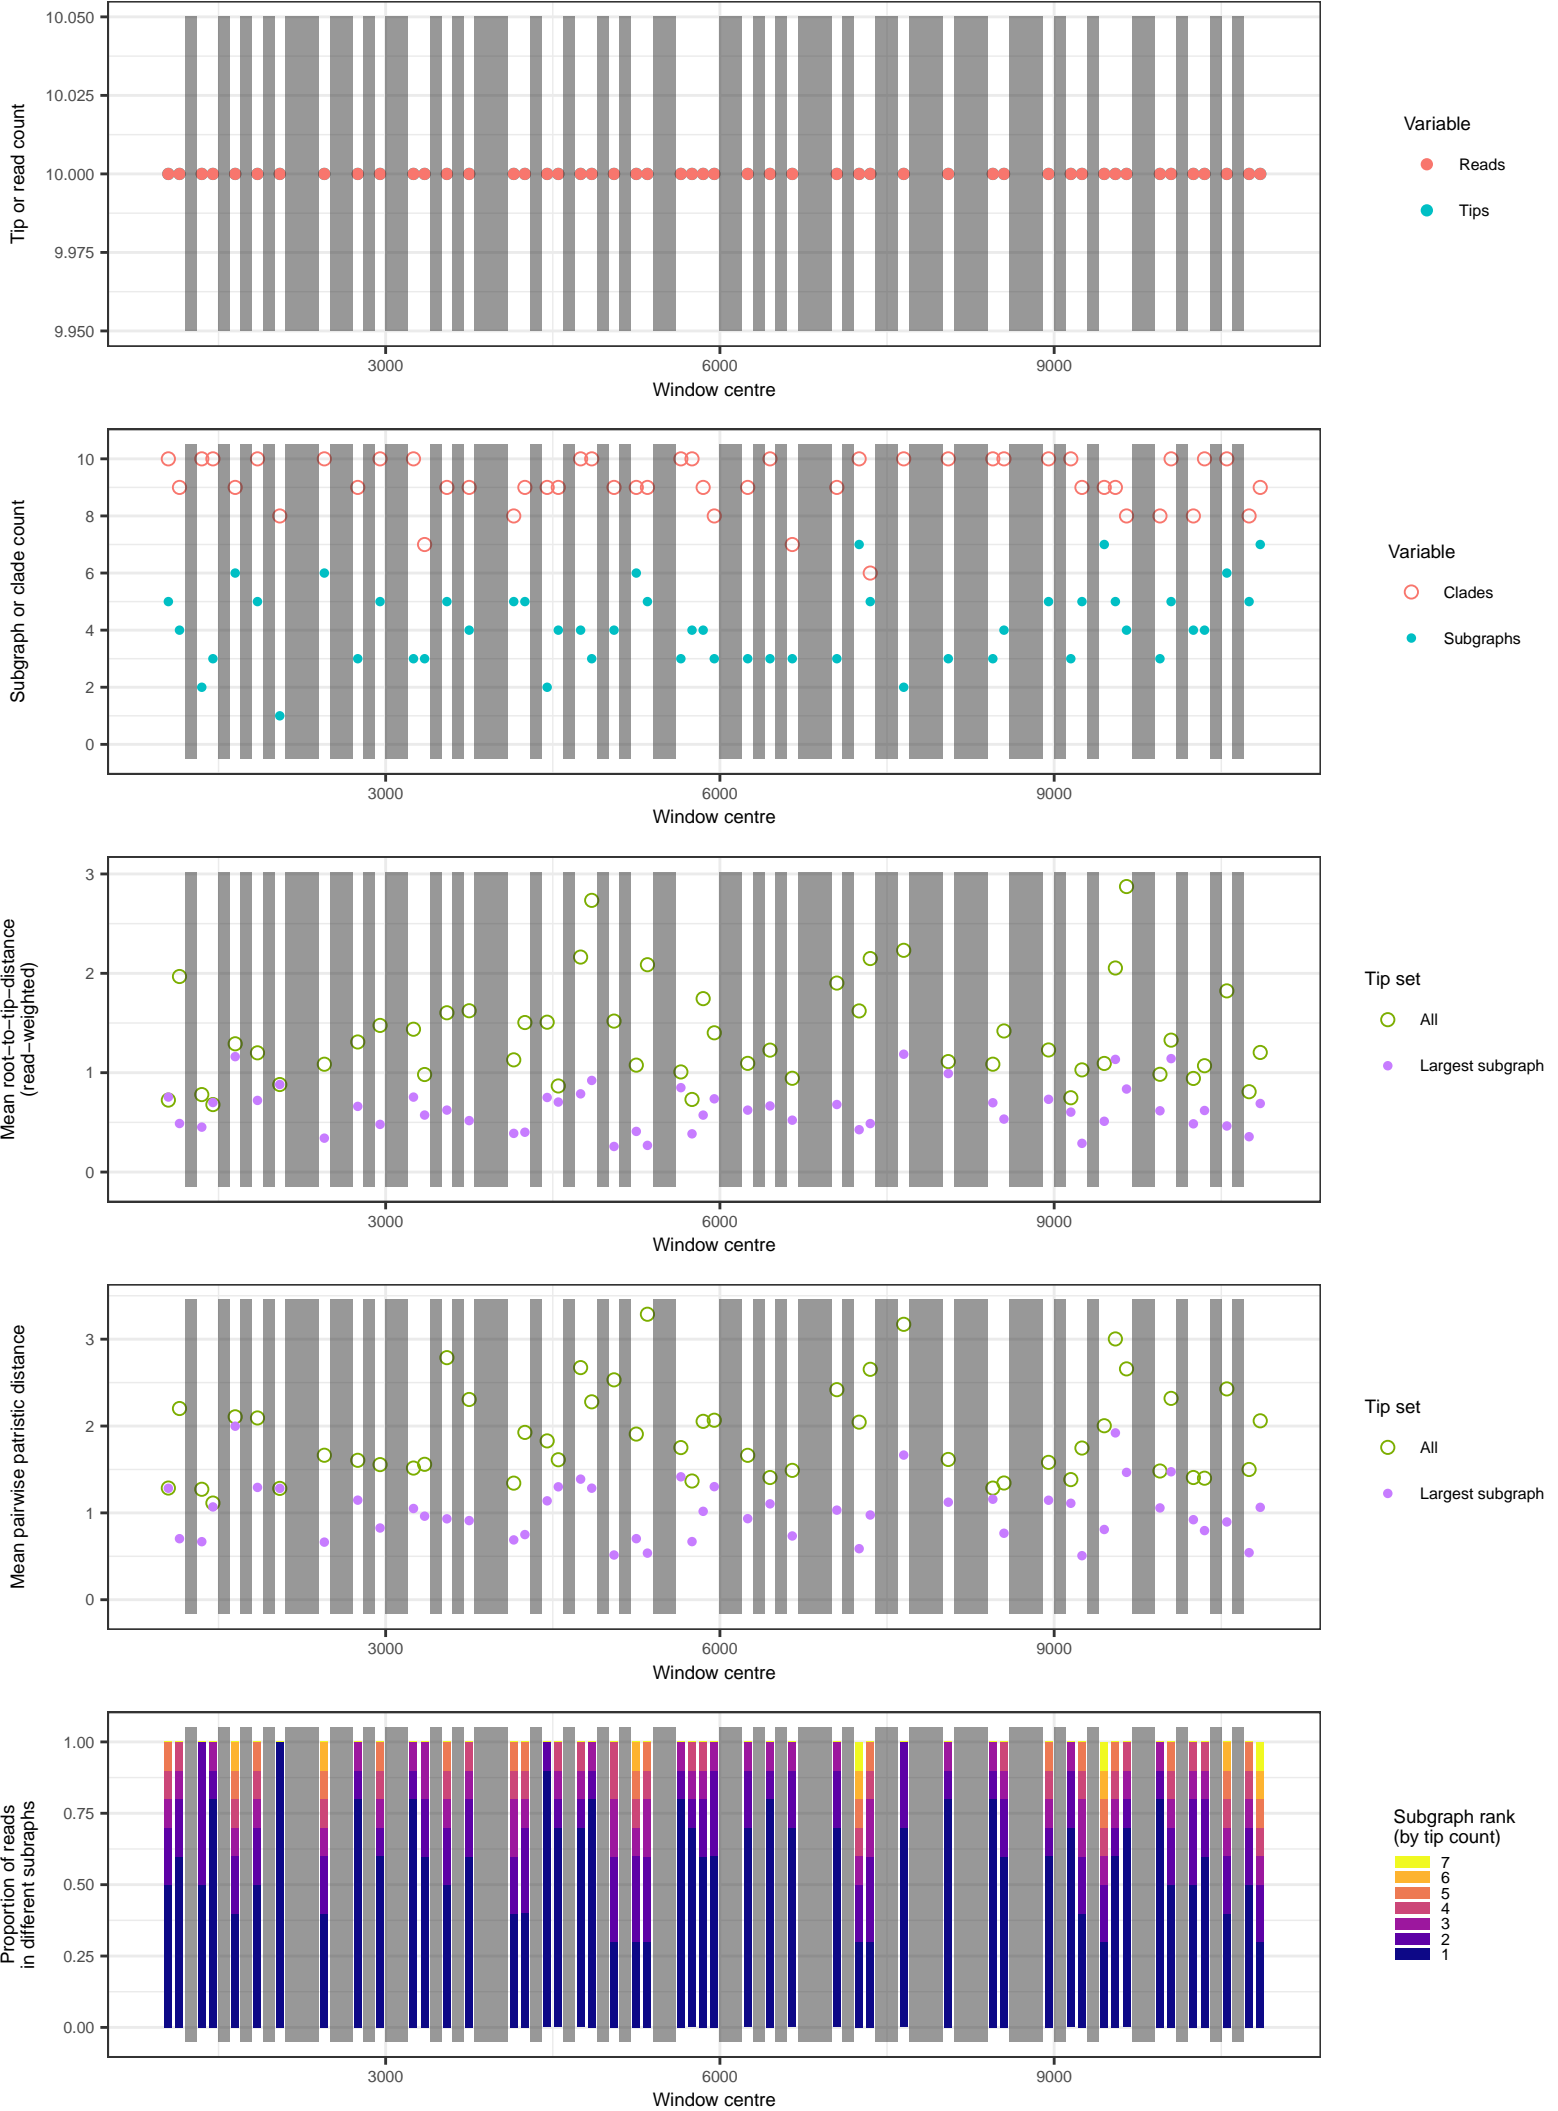 10.050
10.025
10.000
9.975
9.950
Tip or read count
3000
6000
9000
Window centre
Variable
Reads
Tips
10
8
6
4
2
0
Subgraph or clade count
3000
6000
9000
Window centre
Variable
Clades
Subgraphs
3
2
1
0
Mean root−to−tip−distance
(read−weighted)
3000
6000
9000
Window centre
Tip set
All
Largest subgraph
3
2
1
0
Mean pairwise patristic distance
3000
6000
9000
Window centre
Tip set
All
Largest subgraph
1.00
0.75
0.50
0.25
0.00
Proportion of reads
in different subraphs
3000
6000
9000
Window centre
Subgraph rank
(by tip count)
7
6
5
4
3
2
1